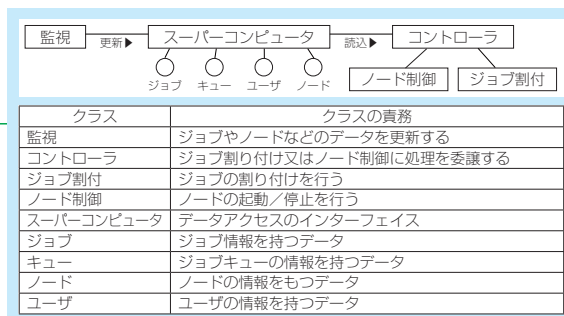 監視 更新▶ スーパーコンピュータ 読込▶ コントローラ
ジョブ キュー ユーザ ノード ノード制御 ジョブ割付
クラス クラスの責務
監視 ジョブやノードなどのデータを更新する
コントローラ ジョブ割り付け又はノード制御に処理を委譲する
ジョブ割付 ジョブの割り付けを行う
ノード制御 ノードの起動／停止を行う
スーパーコンピュータ データアクセスのインターフェイス
ジョブ ジョブ情報を持つデータ
キュー ジョブキューの情報を持つデータ
ノード ノードの情報をもつデータ
ユーザ ユーザの情報を持つデータ